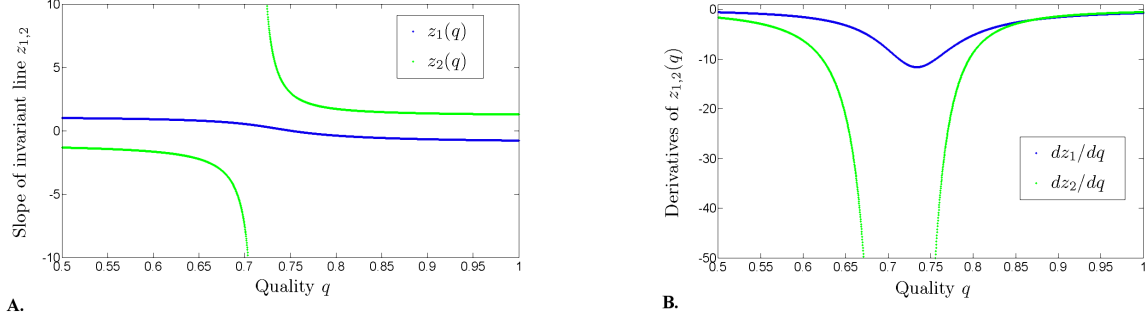 10
5
0
-5
-10
0.5 0.55 0.6 0.65 0.7 0.75 0.8 0.85 0.9 0.95 1
Quality q
Slope of invariant line z₁,₂
z₁(q)
z₂(q)
A.
0
-10
-20
-30
-40
-50
0.5 0.55 0.6 0.65 0.7 0.75 0.8 0.85 0.9 0.95 1
Quality q
Derivatives of z₁,₂(q)
dz₁/dq
dz₂/dq
B.